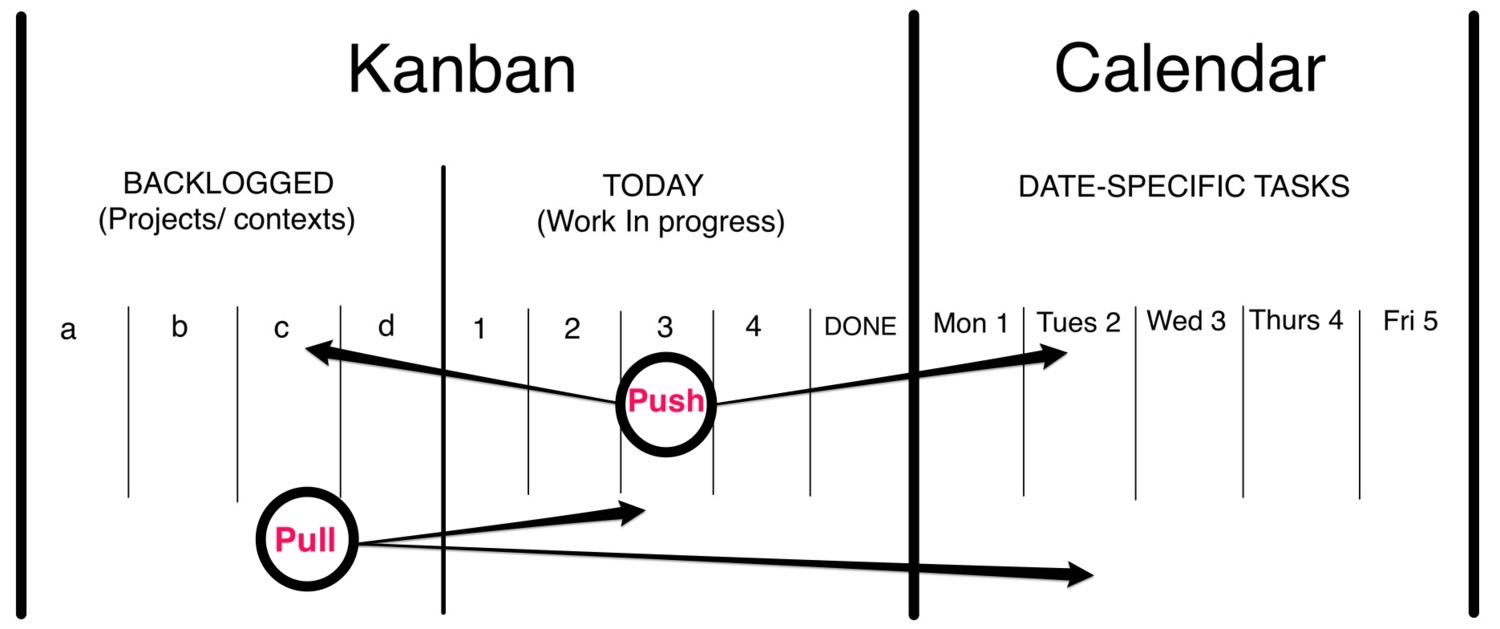 Kanban
Calendar
BACKLOGGED
(Projects/ contexts)
TODAY
(Work In progress)
DATE-SPECIFIC TASKS
a b c d 1 2 3 4 DONE Mon 1 Tues 2 Wed 3 Thurs 4 Fri 5
Push
Pull